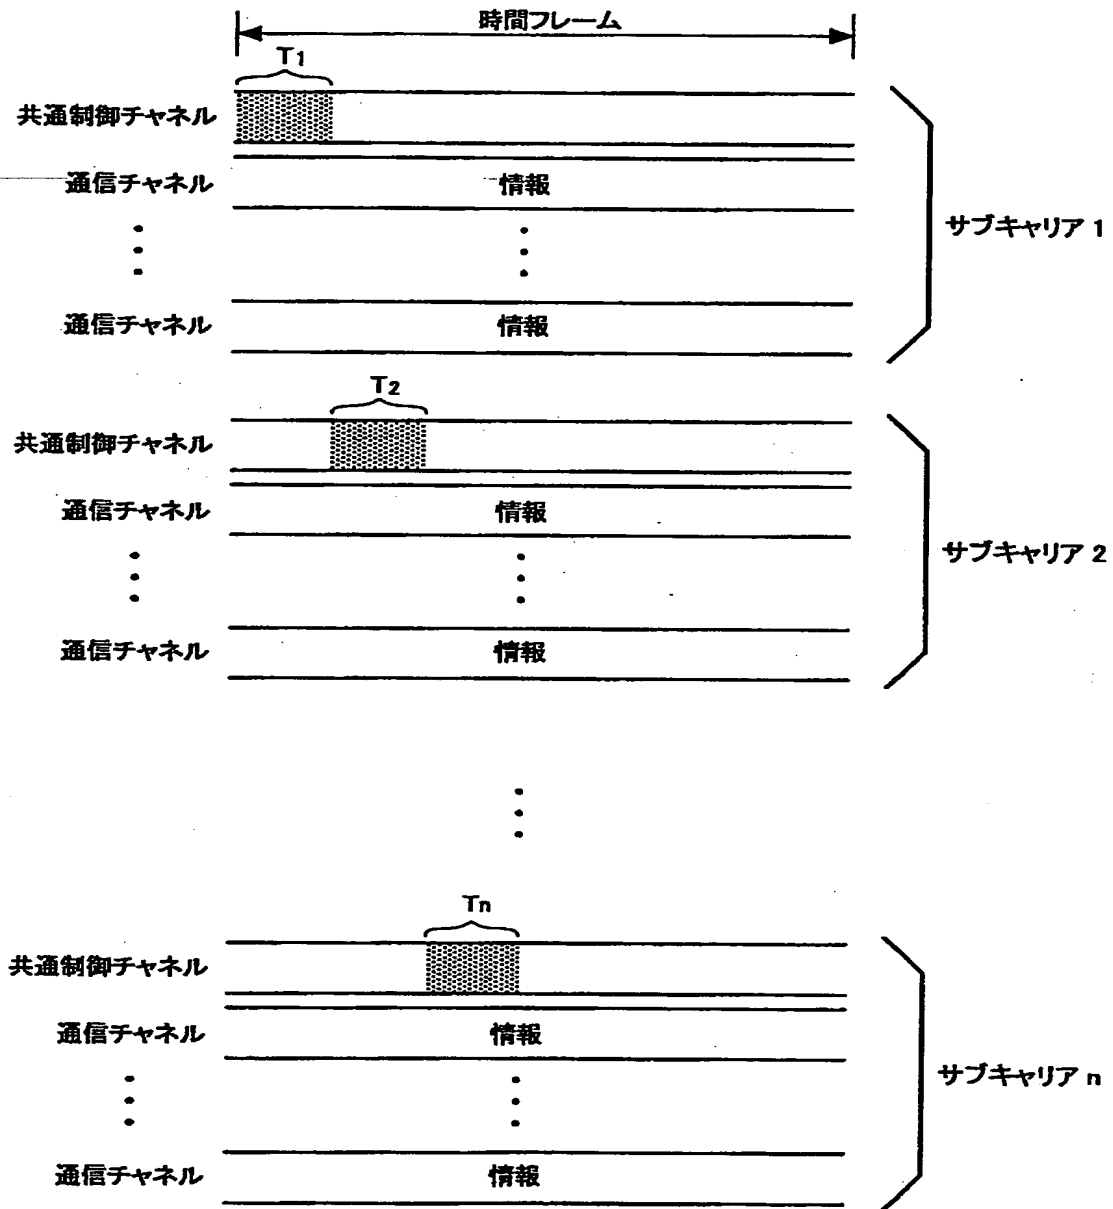 時間フレーム
T1
共通制御チャネル
通信チャネル 情報
サブキャリア 1
通信チャネル 情報
T2
共通制御チャネル
通信チャネル 情報
サブキャリア 2
通信チャネル 情報
Tn
共通制御チャネル
通信チャネル 情報
サブキャリア n
通信チャネル 情報